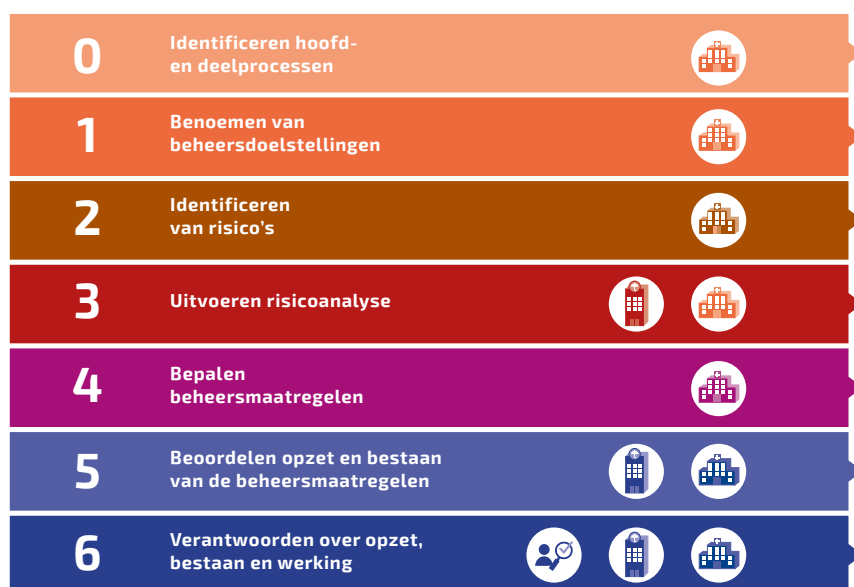 0
Identificeren hoofd-
en deelprocessen
1
Benoemen van
beheersdoelstellingen
2
Identificeren
van risico’s
3
Uitvoeren risicoanalyse
4
Bepalen
beheersmaatregelen
5
Beoordelen opzet en bestaan
van de beheersmaatregelen
6
Verantwoorden over opzet,
bestaan en werking